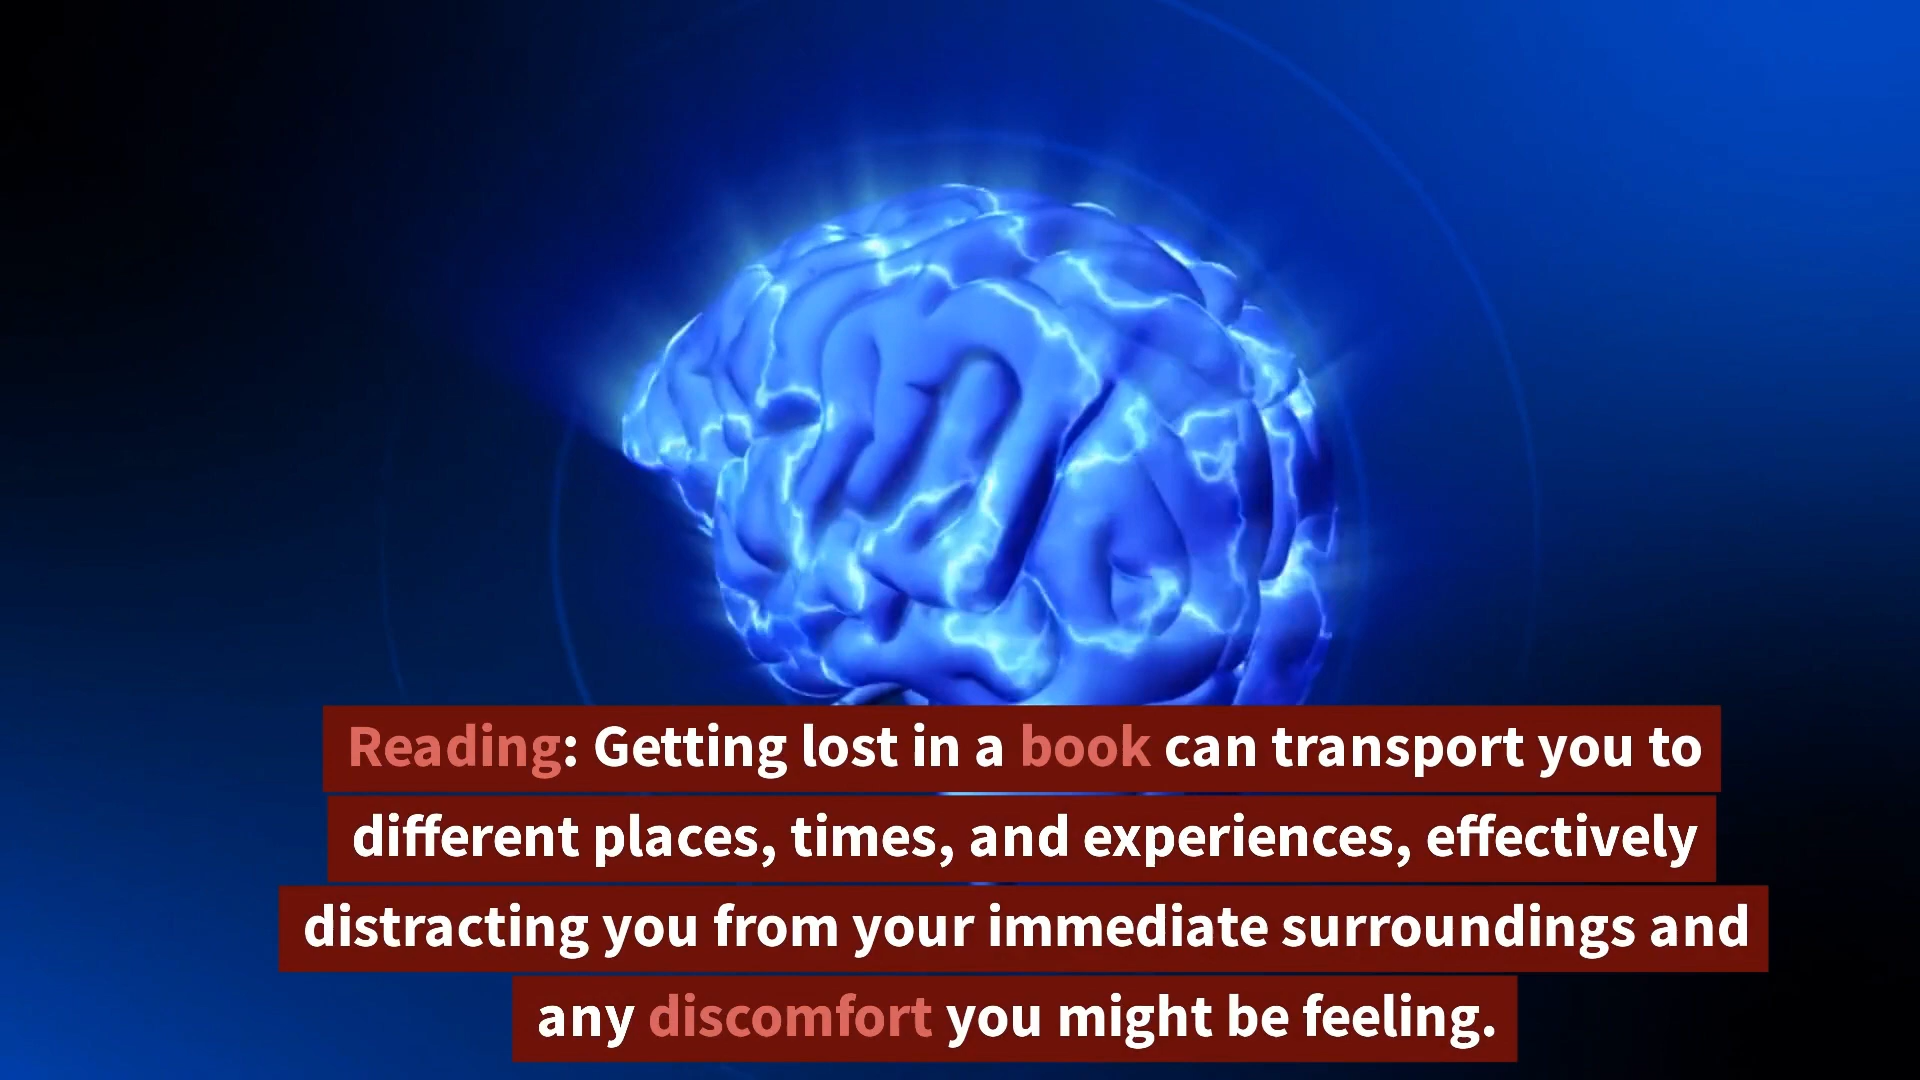 Reading: Getting lost in a book can transport you to
different places, times, and experiences, effectively
distracting you from your immediate surroundings and
any discomfort you might be feeling.